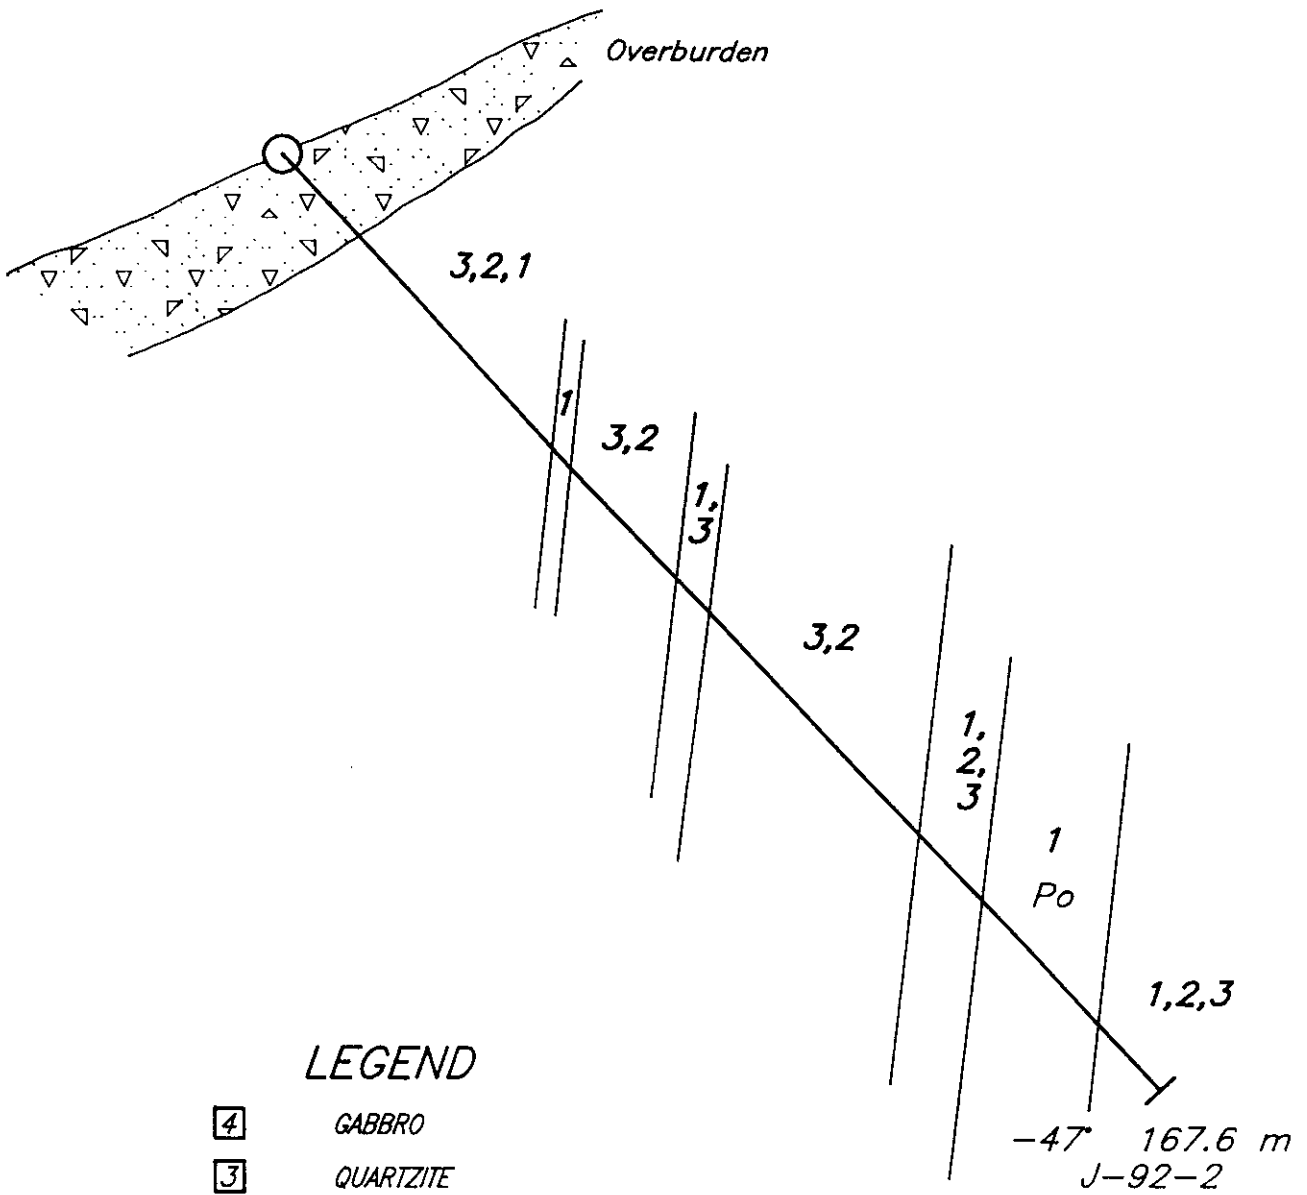 Overburden
3,2,1
1
3,2
1,
3
3,2
1,
2,
3
1
Po
1,2,3
-47° 167.6 m
J-92-2
LEGEND
4 GABBRO
3 QUARTZITE